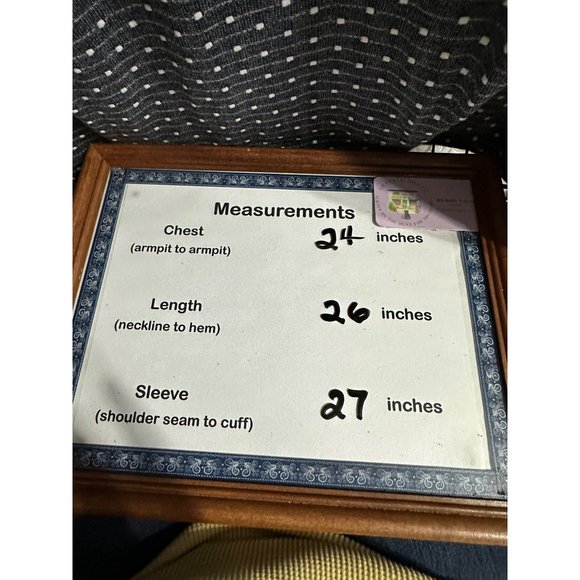 Measurements
Chest 24 inches
(armpit to armpit)
Length 26 inches
(neckline to hem)
Sleeve 27 inches
(shoulder seam to cuff)